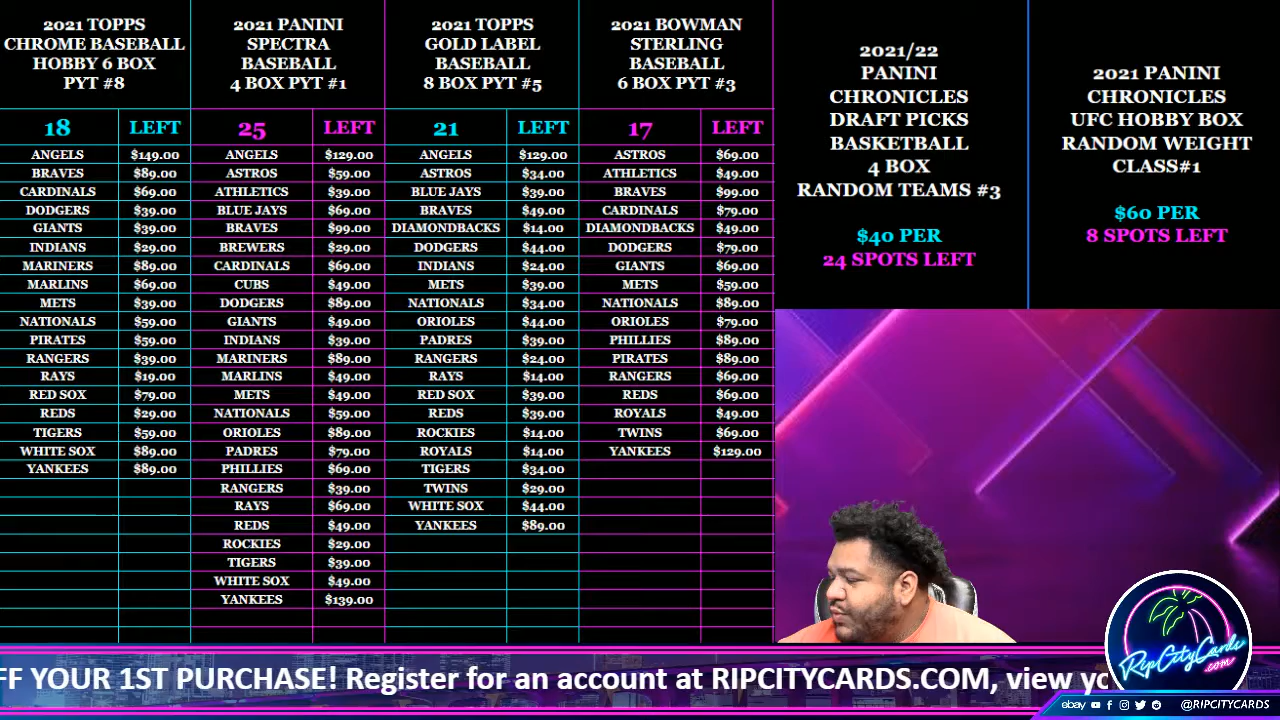 2021 TOPPS
CHROME BASEBALL
HOBBY 6 BOX
PYT #8
18 LEFT
ANGELS $149.00
BRAVES $89.00
CARDINALS $69.00
DODGERS $39.00
GIANTS $39.00
INDIANS $29.00
MARINERS $89.00
MARLINS $69.00
METS $39.00
NATIONALS $59.00
PIRATES $59.00
RANGERS $39.00
RAYS $19.00
RED SOX $79.00
REDS $29.00
TIGERS $59.00
WHITE SOX $89.00
YANKEES $89.00
2021 PANINI
SPECTRA
BASEBALL
4 BOX PYT #1
25 LEFT
ANGELS $129.00
ASTROS $59.00
ATHLETICS $39.00
BLUE JAYS $69.00
BRAVES $99.00
BREWERS $29.00
CARDINALS $69.00
CUBS $49.00
DODGERS $89.00
GIANTS $49.00
INDIANS $39.00
MARINERS $89.00
MARLINS $49.00
METS $49.00
NATIONALS $59.00
ORIOLES $89.00
PADRES $79.00
PHILLIES $69.00
RANGERS $39.00
RAYS $69.00
REDS $49.00
ROCKIES $29.00
TIGERS $39.00
WHITE SOX $49.00
YANKEES $139.00
2021 TOPPS
GOLD LABEL
BASEBALL
8 BOX PYT #5
21 LEFT
ANGELS $129.00
ASTROS $34.00
BLUE JAYS $39.00
BRAVES $49.00
DIAMONDBACKS $14.00
DODGERS $44.00
INDIANS $24.00
METS $39.00
NATIONALS $34.00
ORIOLES $44.00
PADRES $39.00
RANGERS $24.00
RAYS $14.00
RED SOX $39.00
REDS $39.00
ROCKIES $14.00
ROYALS $14.00
TIGERS $34.00
TWINS $29.00
WHITE SOX $44.00
YANKEES $89.00
2021 BOWMAN
STERLING
BASEBALL
6 BOX PYT #3
17 LEFT
ASTROS $69.00
ATHLETICS $49.00
BRAVES $99.00
CARDINALS $79.00
DIAMONDBACKS $49.00
DODGERS $79.00
GIANTS $69.00
METS $59.00
NATIONALS $89.00
ORIOLES $79.00
PHILLIES $89.00
PIRATES $89.00
RANGERS $69.00
REDS $69.00
ROYALS $49.00
TWINS $69.00
YANKEES $129.00
2021/22
PANINI
CHRONICLES
DRAFT PICKS
BASKETBALL
4 BOX
RANDOM TEAMS #3
$40 PER
24 SPOTS LEFT
2021 PANINI
CHRONICLES
UFC HOBBY BOX
RANDOM WEIGHT
CLASS#1
$60 PER
8 SPOTS LEFT
RipCityCards
.com
FF YOUR 1ST PURCHASE! Register for an account at RIPCITYCARDS.COM, view yo
ebay @RIPCITYCARDS